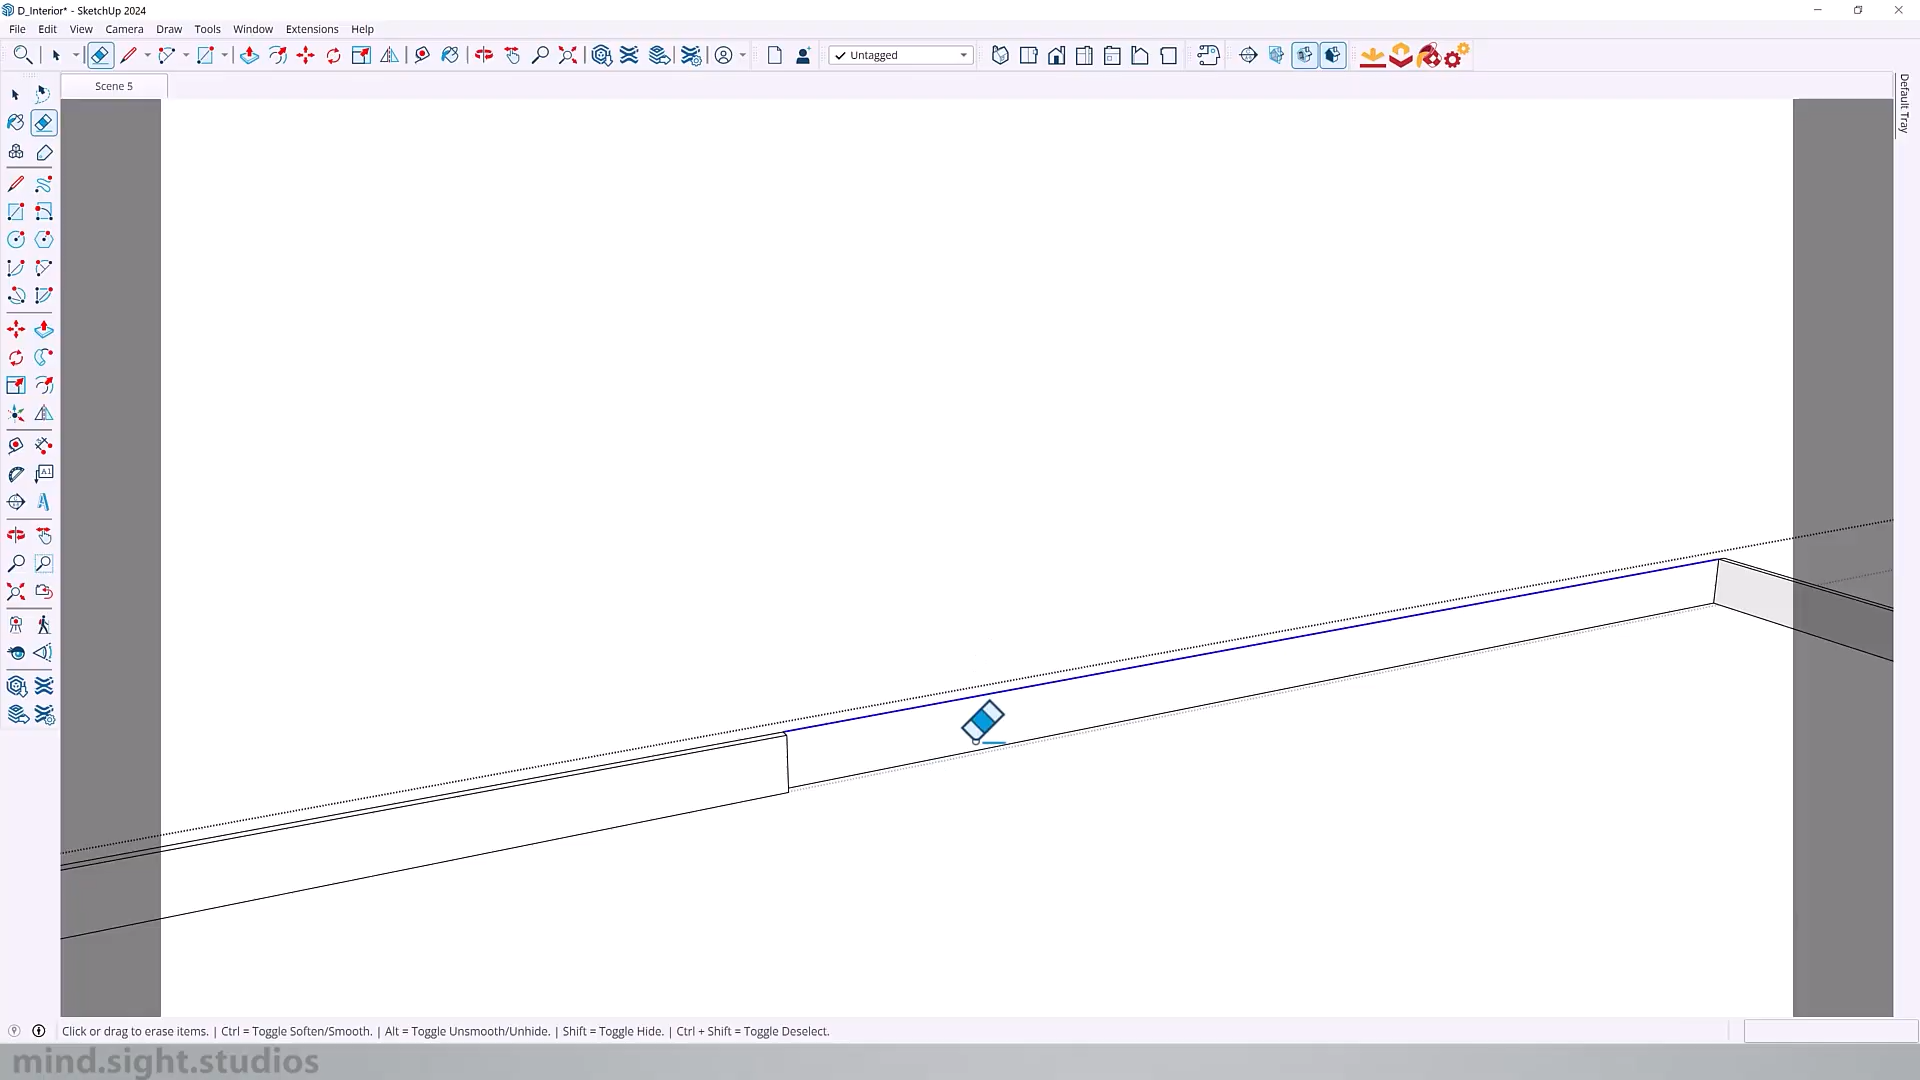 D_Interior* - SketchUp 2024
File Edit View Camera Draw Tools Window Extensions Help
Untagged
Scene 5
Default Tray
A1
Click or drag to erase items. | Ctrl = Toggle Soften/Smooth. | Alt = Toggle Unsmooth/Unhide. | Shift = Toggle Hide. | Ctrl + Shift = Toggle Deselect.
mind.sight.studios